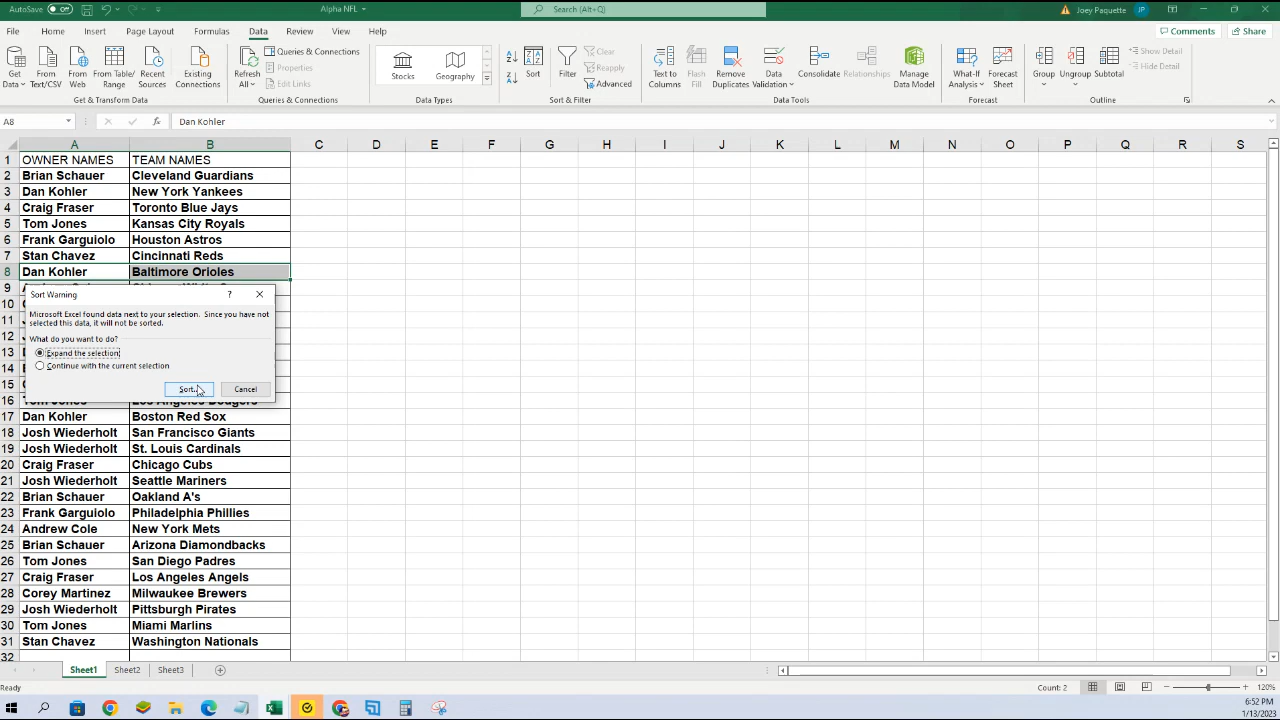 AutoSave Off
Alpha NFL
Search (Alt+Q)
Joey Paquette JP
File Home Insert Page Layout Formulas Data Review View Help
Comments Share
Get Data From Text/CSV From Web From Table/Range Recent Sources Existing Connections
Refresh All Queries & Connections Properties Edit Links
Stocks Geography
Sort Filter Clear Reapply Advanced
Text to Columns Flash Fill Remove Duplicates Data Validation Consolidate Relationships Manage Data Model
What-If Analysis Forecast Sheet
Group Ungroup Subtotal Show Detail Hide Detail
Get & Transform Data Queries & Connections Data Types Sort & Filter Data Tools Forecast Outline
A8 fx Dan Kohler
A B C D E F G H I J K L M N O P Q R S
1 OWNER NAMES TEAM NAMES
2 Brian Schauer Cleveland Guardians
3 Dan Kohler New York Yankees
4 Craig Fraser Toronto Blue Jays
5 Tom Jones Kansas City Royals
6 Frank Garguiolo Houston Astros
7 Stan Chavez Cincinnati Reds
8 Dan Kohler Baltimore Orioles
9
10
11
12
13
14
15
Sort Warning ? ×
Microsoft Excel found data next to your selection. Since you have not
selected this data, it will not be sorted.
What do you want to do?
Expand the selection
Continue with the current selection
Sort... Cancel
16 Tom Jones Los Angeles Dodgers
17 Dan Kohler Boston Red Sox
18 Josh Wiederholt San Francisco Giants
19 Josh Wiederholt St. Louis Cardinals
20 Craig Fraser Chicago Cubs
21 Josh Wiederholt Seattle Mariners
22 Brian Schauer Oakland A's
23 Frank Garguiolo Philadelphia Phillies
24 Andrew Cole New York Mets
25 Brian Schauer Arizona Diamondbacks
26 Tom Jones San Diego Padres
27 Craig Fraser Los Angeles Angels
28 Corey Martinez Milwaukee Brewers
29 Josh Wiederholt Pittsburgh Pirates
30 Tom Jones Miami Marlins
31 Stan Chavez Washington Nationals
32
Sheet1 Sheet2 Sheet3
Ready Count: 2 120%
6:52 PM
1/13/2023